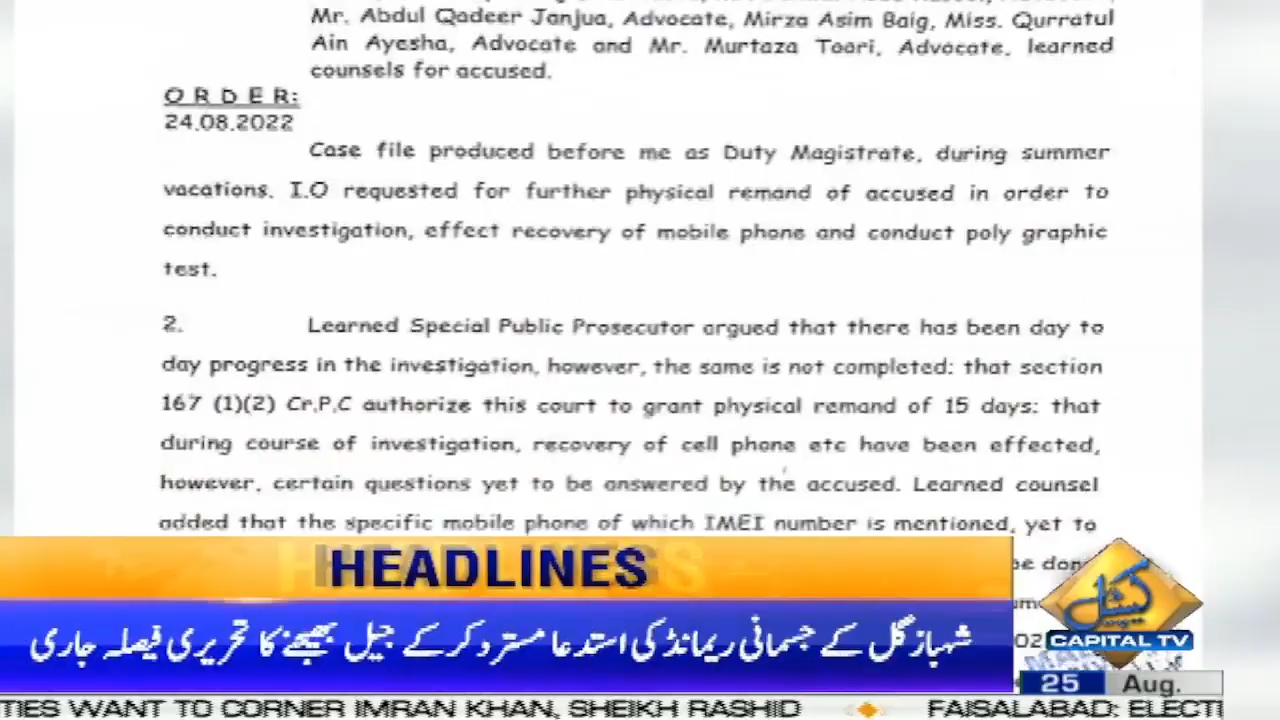 Mr. Abdul Qadeer Janjua, Advocate, Mirza Asim Baig, Miss. Qurratul
Ain Ayesha, Advocate and Mr. Murtaza Toori, Advocate, learned
counsels for accused.
O R D E R:
24.08.2022
Case file produced before me as Duty Magistrate, during summer
vacations. I.O requested for further physical remand of accused in order to
conduct investigation, effect recovery of mobile phone and conduct poly graphic
test.
2. Learned Special Public Prosecutor argued that there has been day to
day progress in the investigation, however, the same is not completed: that section
167 (1)(2) Cr.P.C authorize this court to grant physical remand of 15 days: that
during course of investigation, recovery of cell phone etc have been effected,
however, certain questions yet to be answered by the accused. Learned counsel
added that the specific mobile phone of which IMEI number is mentioned, yet to
be don
HEADLINES
شہباز گل کے جسمانی ریمانڈ کی استدعا مسترد کر کے جیل بھیجنے کا تحریری فیصلہ جاری
کیپٹل
CAPITAL TV
25 Aug.
TIES WANT TO CORNER IMRAN KHAN, SHEIKH RASHID
FAISALABAD: ELECTI